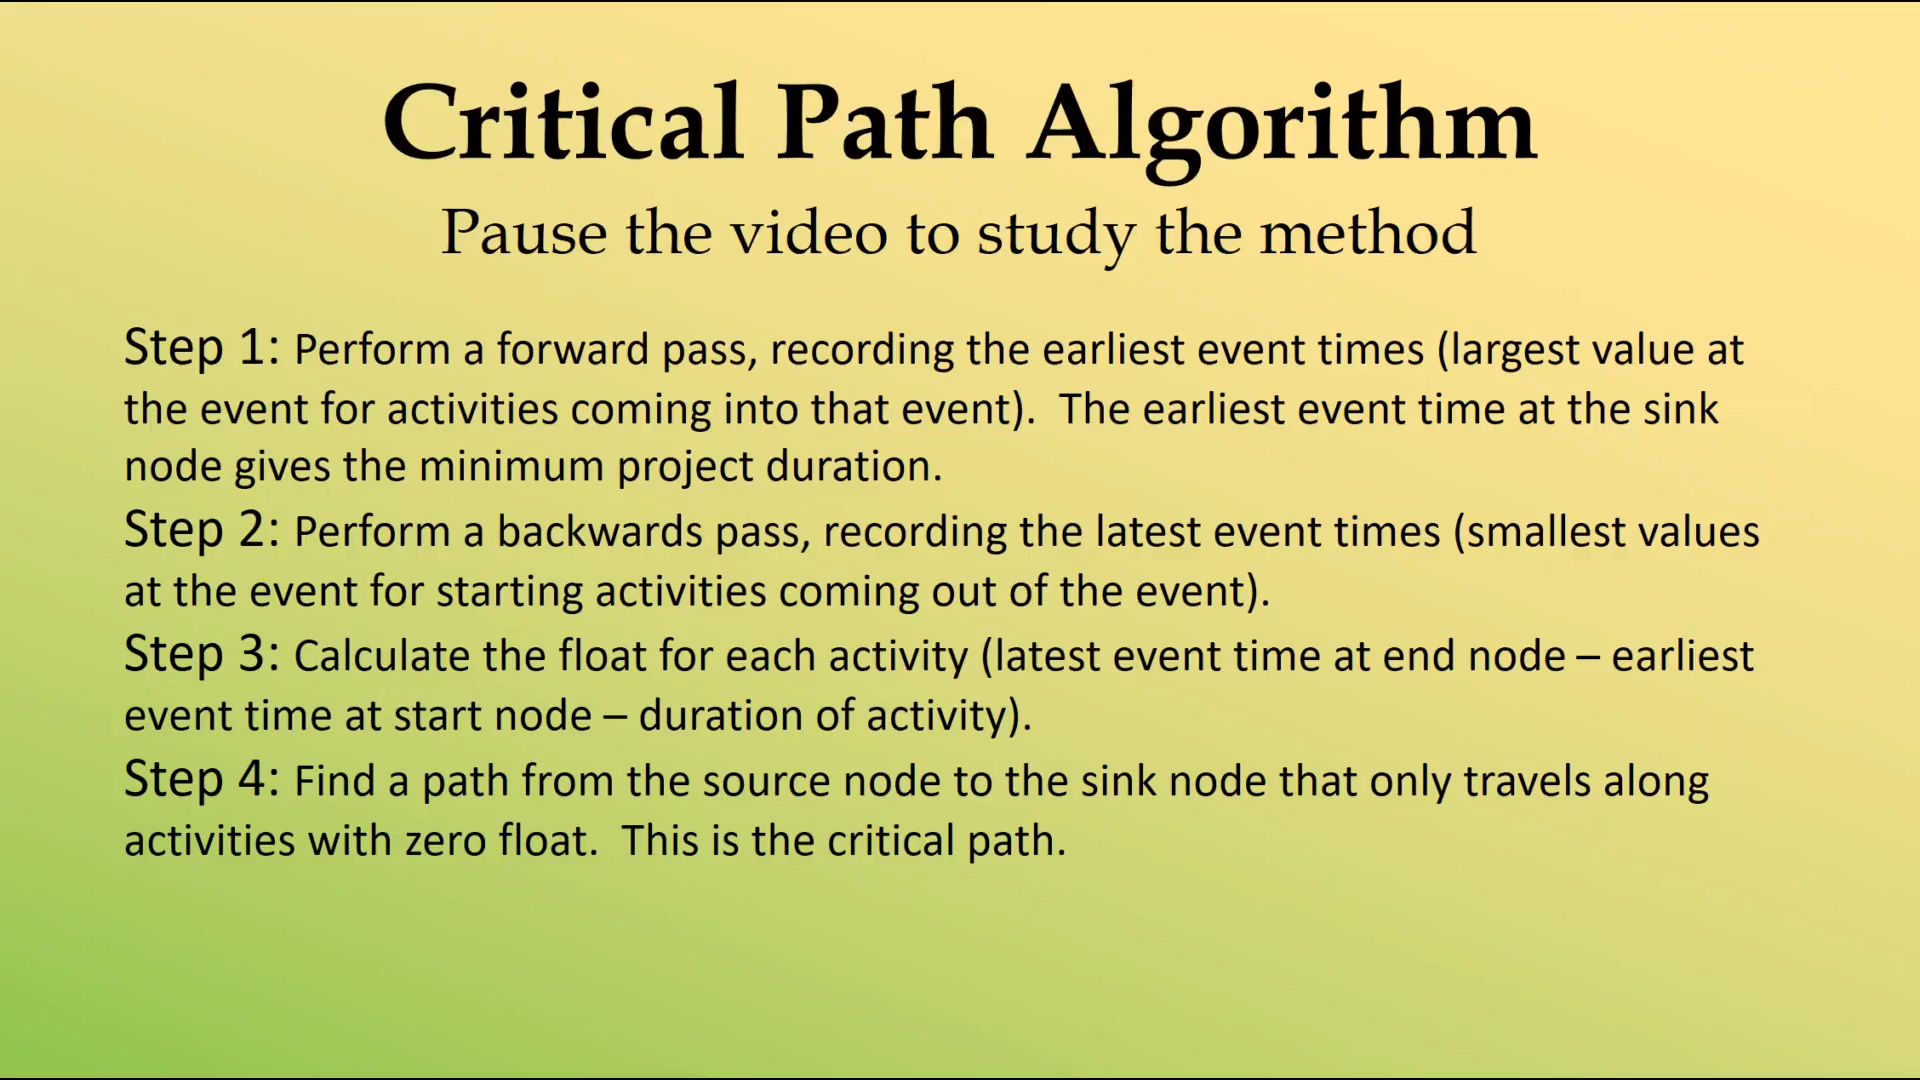 Critical Path Algorithm
Pause the video to study the method
Step 1: Perform a forward pass, recording the earliest event times (largest value at
the event for activities coming into that event).  The earliest event time at the sink
node gives the minimum project duration.
Step 2: Perform a backwards pass, recording the latest event times (smallest values
at the event for starting activities coming out of the event).
Step 3: Calculate the float for each activity (latest event time at end node – earliest
event time at start node – duration of activity).
Step 4: Find a path from the source node to the sink node that only travels along
activities with zero float.  This is the critical path.